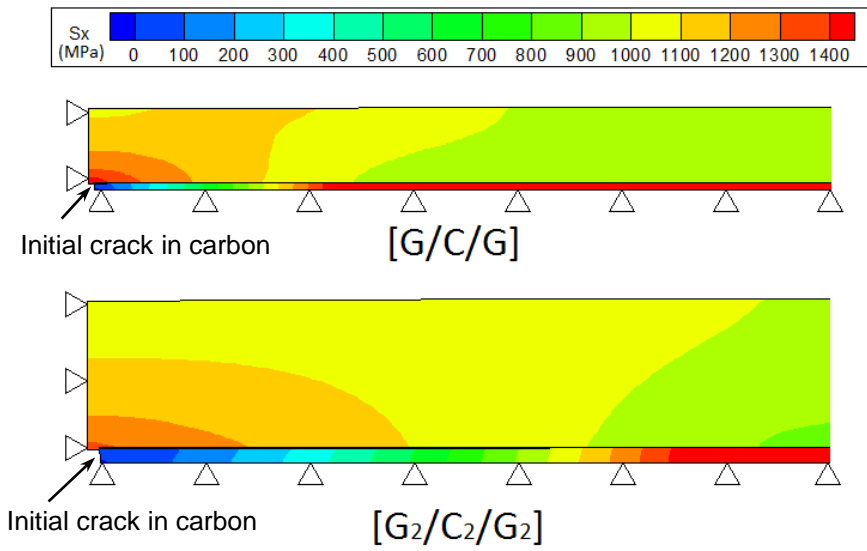 Sx
(MPa)
0 100 200 300 400 500 600 700 800 900 1000 1100 1200 1300 1400
Initial crack in carbon
[G/C/G]
Initial crack in carbon
[G₂/C₂/G₂]